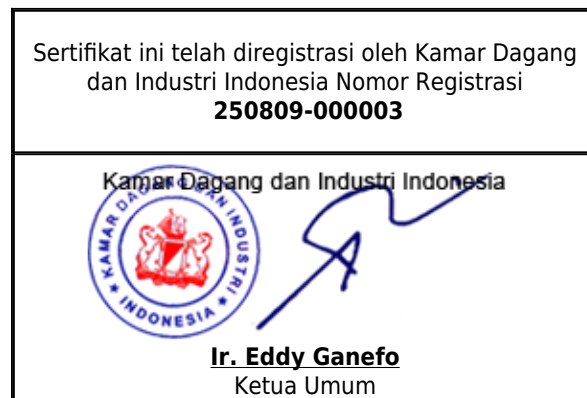 Sertifikat ini telah diregistrasi oleh Kamar Dagang
dan Industri Indonesia Nomor Registrasi
250809-000003
Kamar Dagang dan Industri Indonesia
KAMAR DAGANG DAN INDUSTRI
INDONESIA
Ir. Eddy Ganefo
Ketua Umum